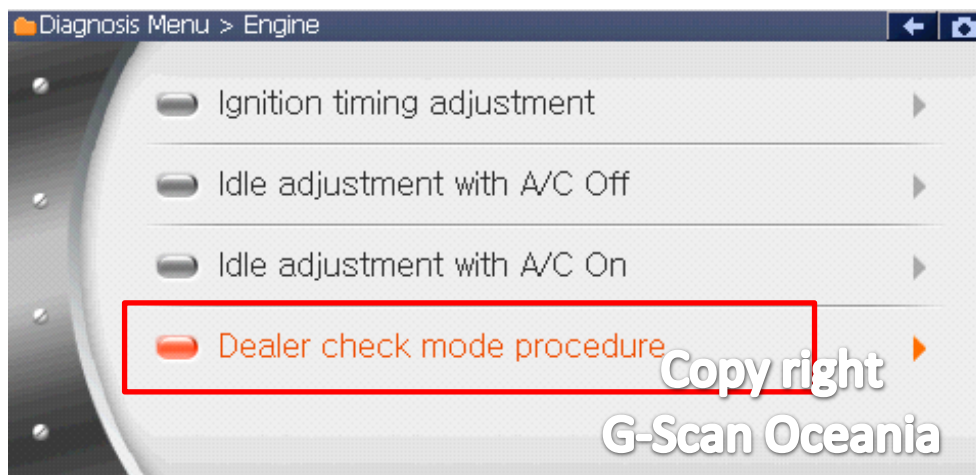 Diagnosis Menu > Engine
Ignition timing adjustment
Idle adjustment with A/C Off
Idle adjustment with A/C On
Dealer check mode procedure
Copy right
G-Scan Oceania